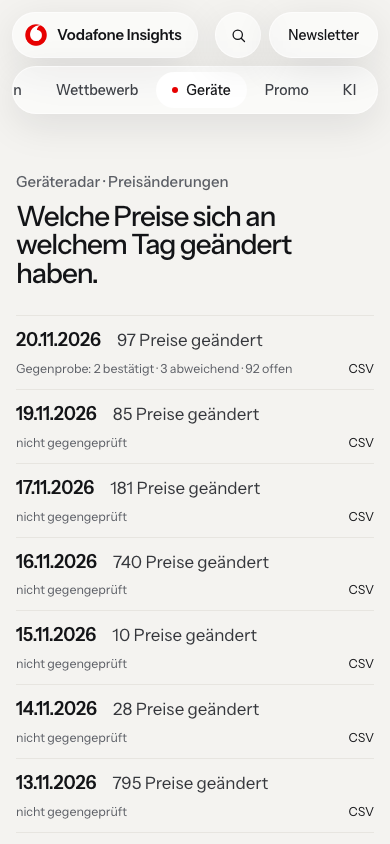 Vodafone Insights
Newsletter
n Wettbewerb Geräte Promo KI
Geräteradar · Preisänderungen
Welche Preise sich an
welchem Tag geändert
haben.
20.11.2026 97 Preise geändert
Gegenprobe: 2 bestätigt · 3 abweichend · 92 offen CSV
19.11.2026 85 Preise geändert
nicht gegengeprüft CSV
17.11.2026 181 Preise geändert
nicht gegengeprüft CSV
16.11.2026 740 Preise geändert
nicht gegengeprüft CSV
15.11.2026 10 Preise geändert
nicht gegengeprüft CSV
14.11.2026 28 Preise geändert
nicht gegengeprüft CSV
13.11.2026 795 Preise geändert
nicht gegengeprüft CSV